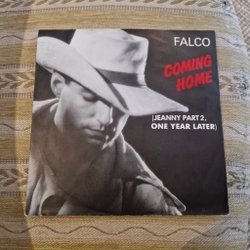 FALCO
COMING
HOME
(JEANNY PART 2,
ONE YEAR LATER)